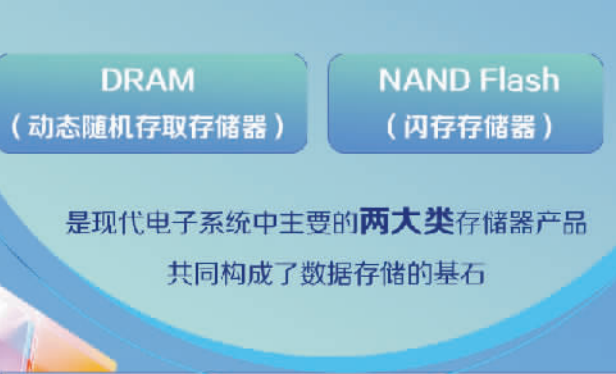 DRAM
（动态随机存取存储器）
NAND Flash
（闪存存储器）
是现代电子系统中主要的两大类存储器产品
共同构成了数据存储的基石